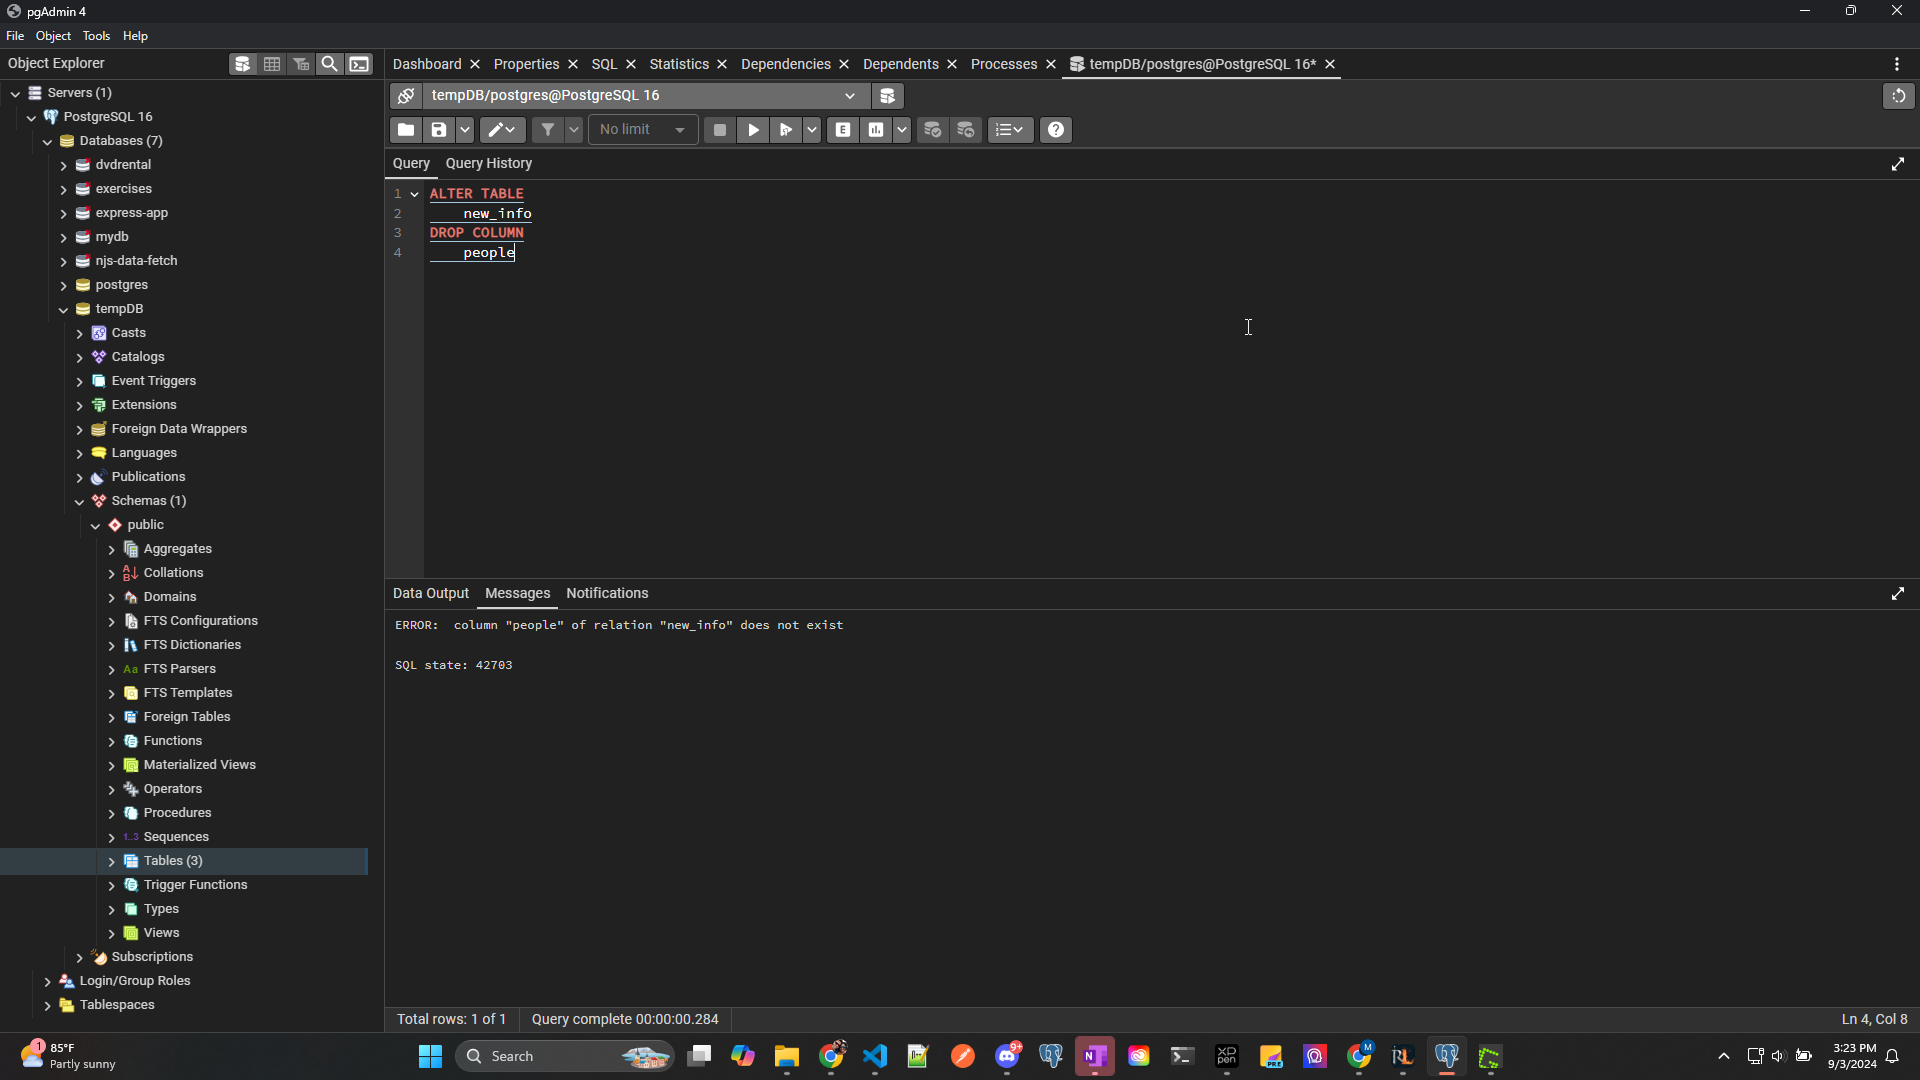 pgAdmin 4
File Object Tools Help
Object Explorer
Dashboard Properties SQL Statistics Dependencies Dependents Processes tempDB/postgres@PostgreSQL 16*
Servers (1)
PostgreSQL 16
Databases (7)
dvdrental
exercises
express-app
mydb
njs-data-fetch
postgres
tempDB
Casts
Catalogs
Event Triggers
Extensions
Foreign Data Wrappers
Languages
Publications
Schemas (1)
public
Aggregates
Collations
Domains
FTS Configurations
FTS Dictionaries
FTS Parsers
FTS Templates
Foreign Tables
Functions
Materialized Views
Operators
Procedures
1..3 Sequences
Tables (3)
Trigger Functions
Types
Views
Subscriptions
Login/Group Roles
Tablespaces
tempDB/postgres@PostgreSQL 16
No limit
E
Query Query History
1 ALTER TABLE
2 new_info
3 DROP COLUMN
4 people
Data Output Messages Notifications
ERROR: column "people" of relation "new_info" does not exist
SQL state: 42703
Total rows: 1 of 1 Query complete 00:00:00.284 Ln 4, Col 8
1 85°F
Partly sunny
Search
9+
3:23 PM
9/3/2024